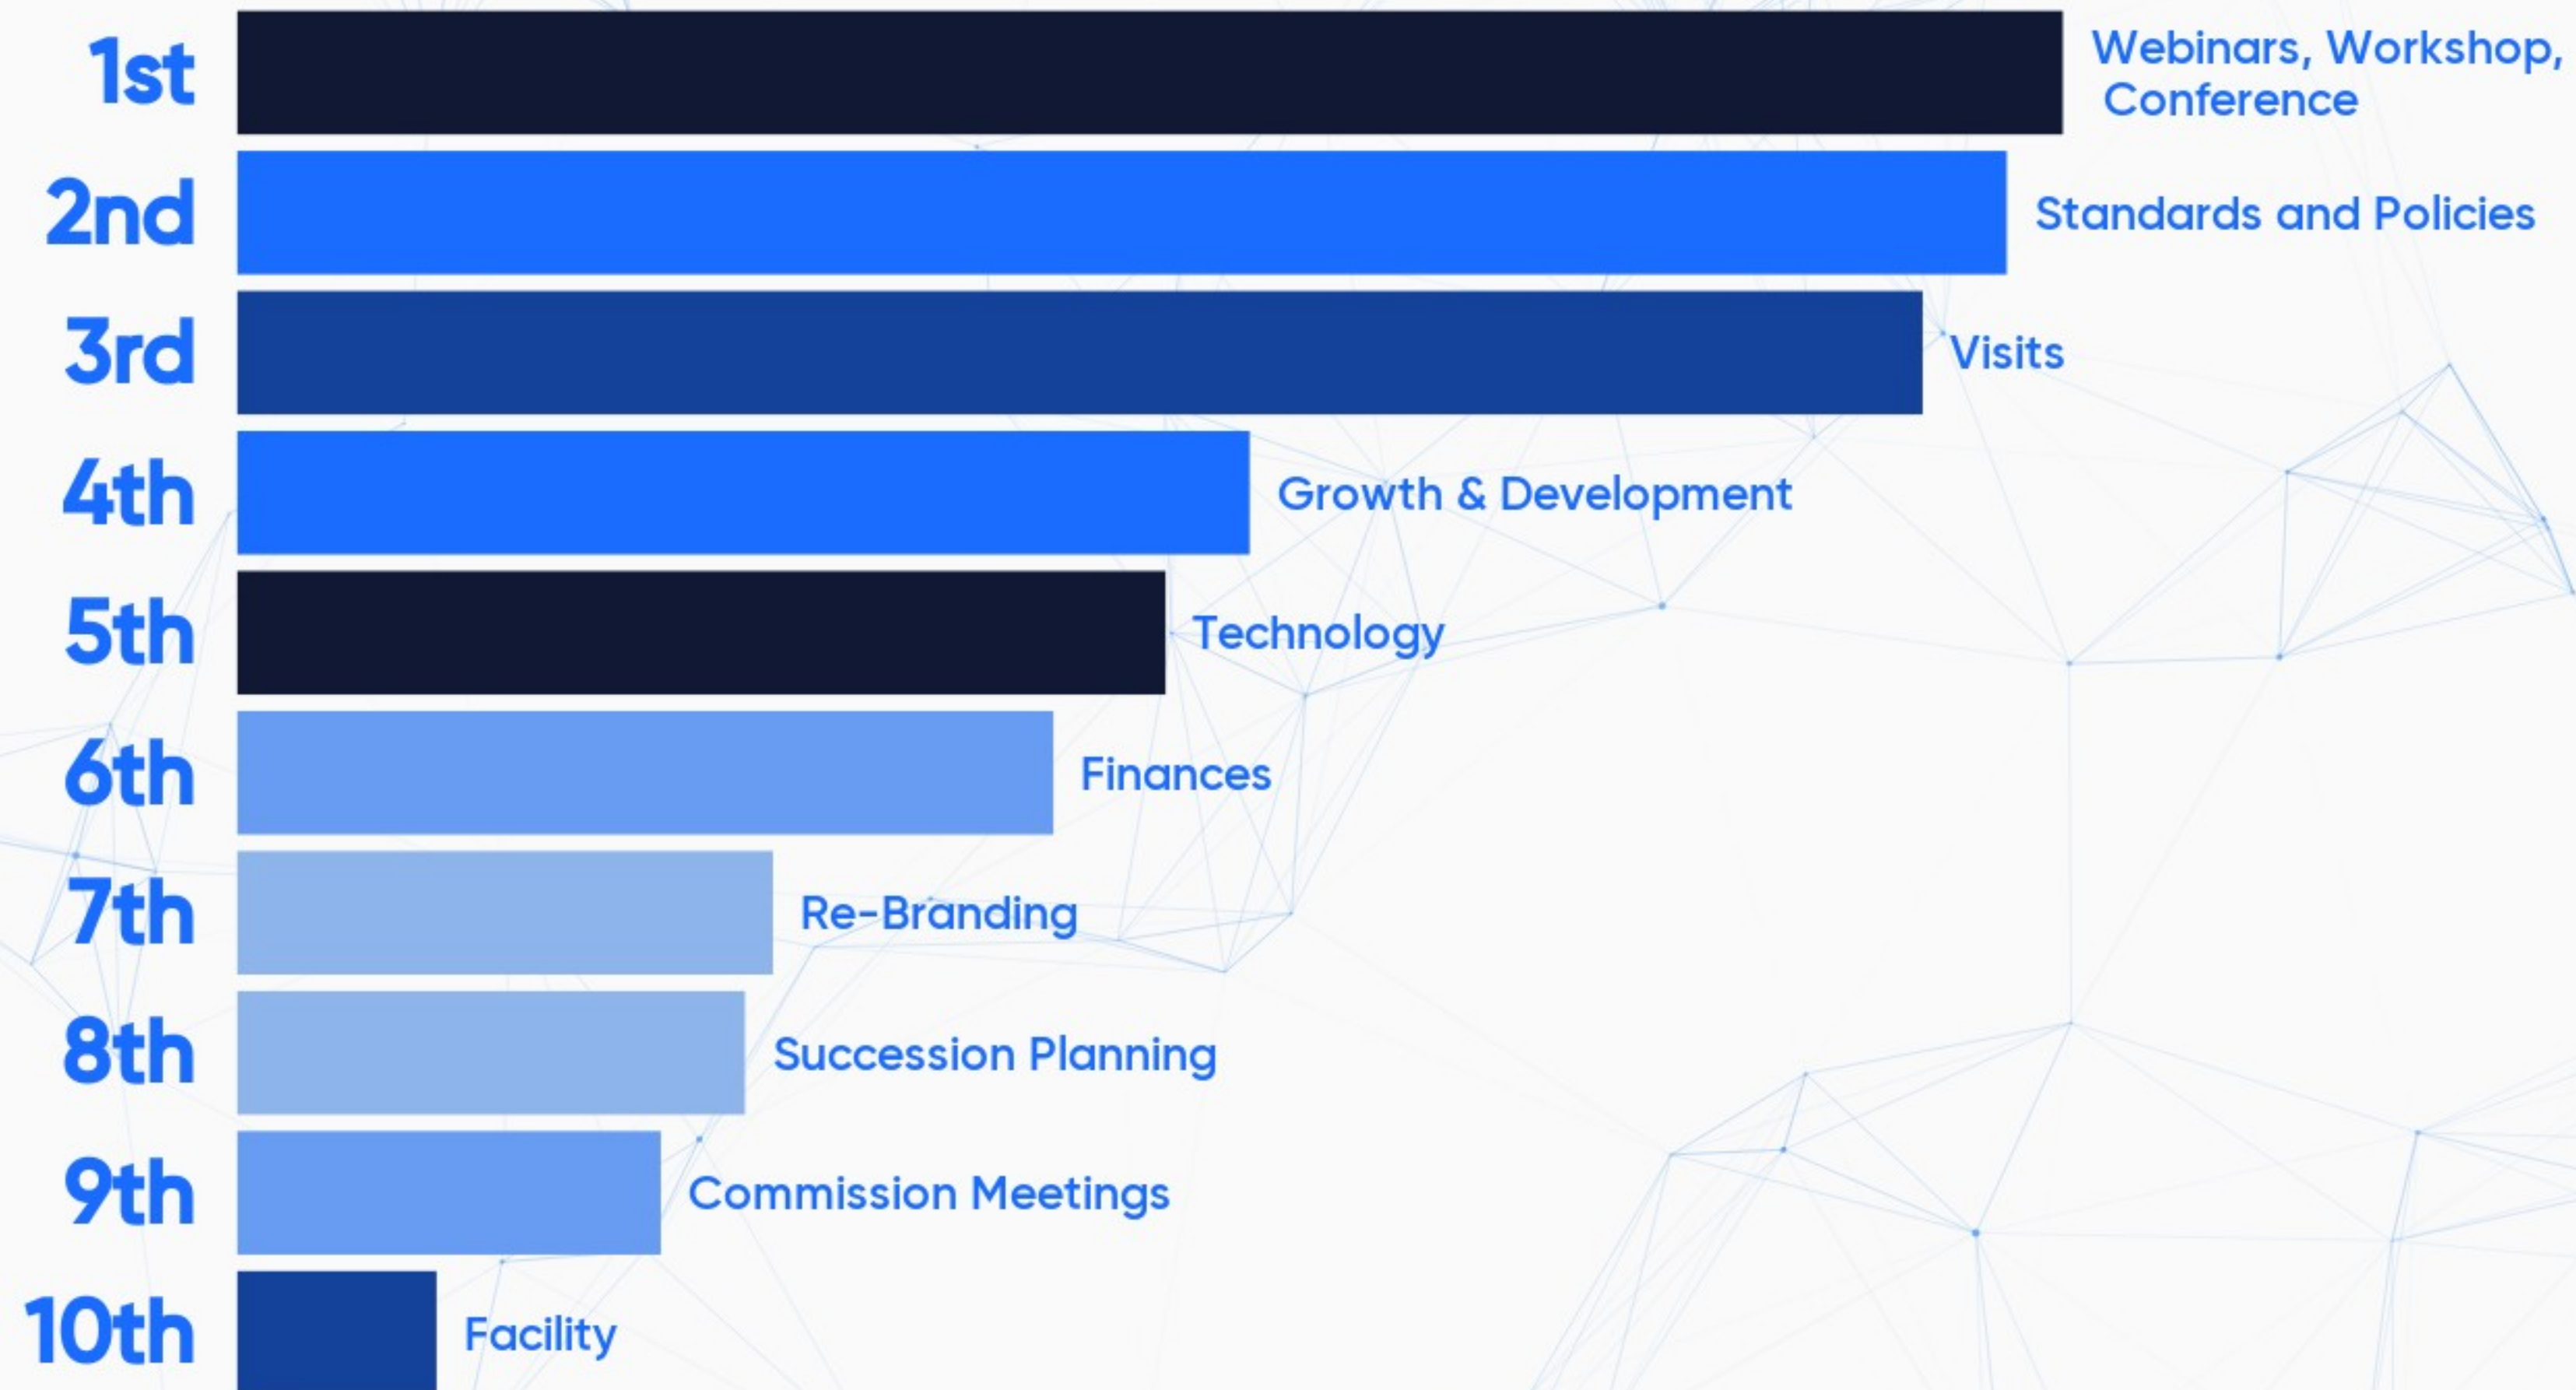 1st
Webinars, Workshop,
Conference
2nd
Standards and Policies
3rd
Visits
4th
Growth & Development
5th
Technology
6th
Finances
7th
Re-Branding
8th
Succession Planning
9th
Commission Meetings
10th
Facility